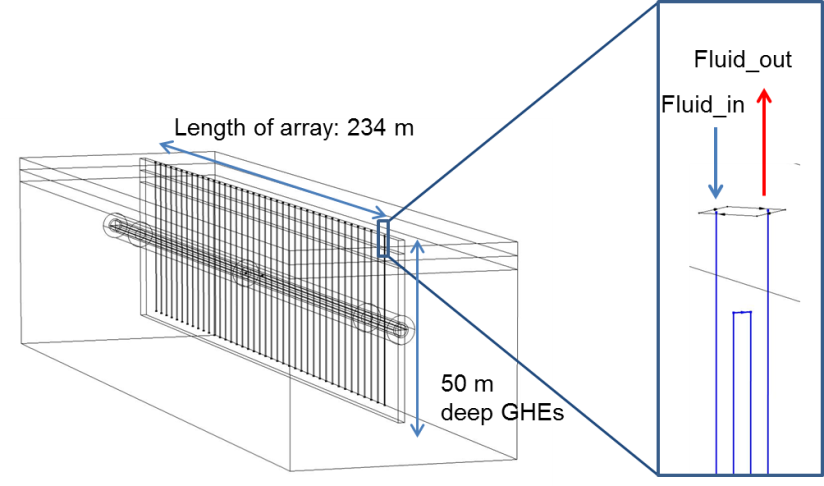 Length of array: 234 m
50 m
deep GHEs
Fluid_out
Fluid_in